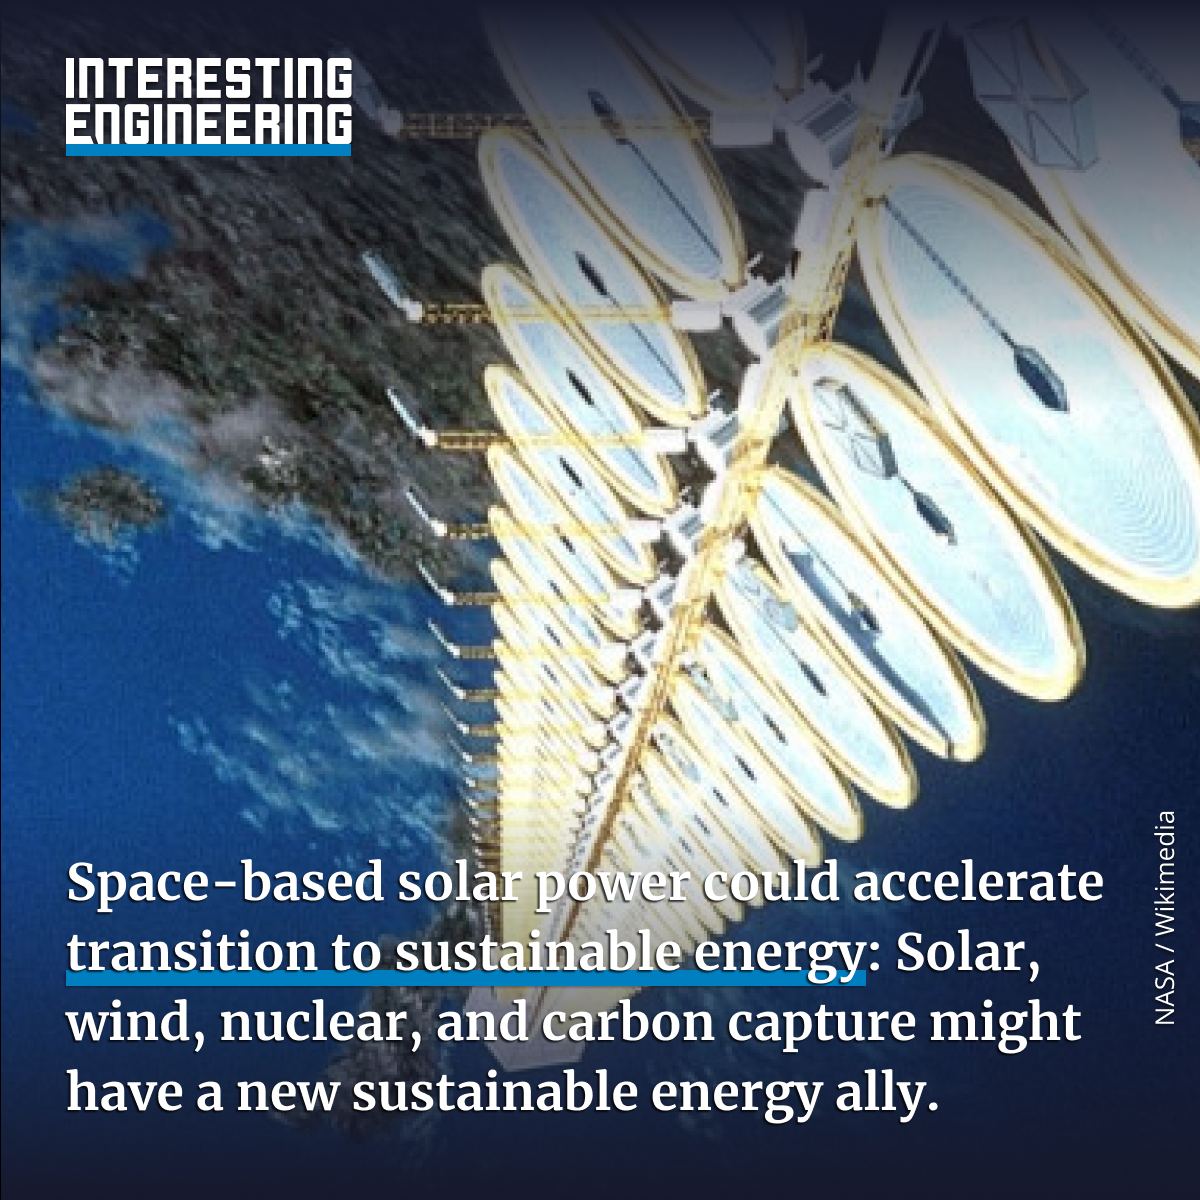 INTERESTING
ENGINEERING
Space-based solar power could accelerate
transition to sustainable energy: Solar,
wind, nuclear, and carbon capture might
have a new sustainable energy ally.
NASA / Wikimedia